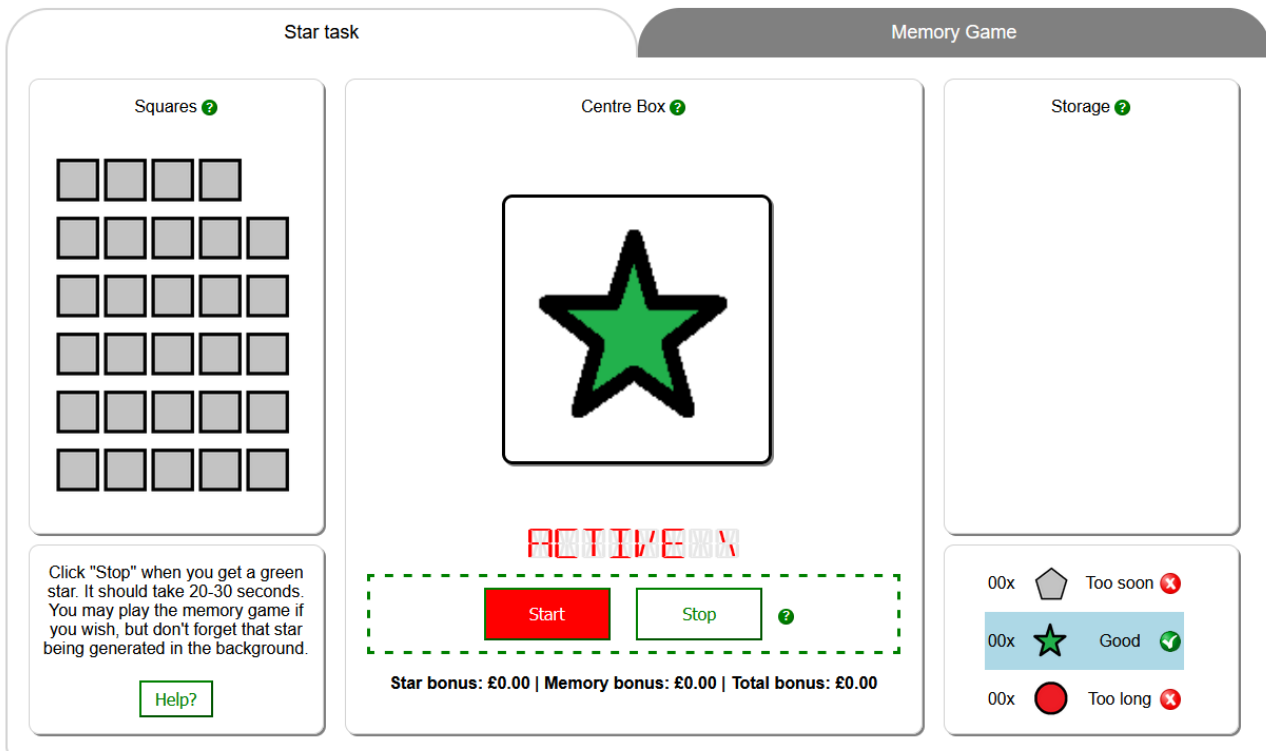 Star task
Memory Game
Squares ?
Centre Box ?
Storage ?
ACTIVE
Click "Stop" when you get a green
star. It should take 20-30 seconds.
You may play the memory game if
you wish, but don't forget that star
being generated in the background.
Help?
Start
Stop
?
Star bonus: £0.00 | Memory bonus: £0.00 | Total bonus: £0.00
00x Too soon
00x Good
00x Too long